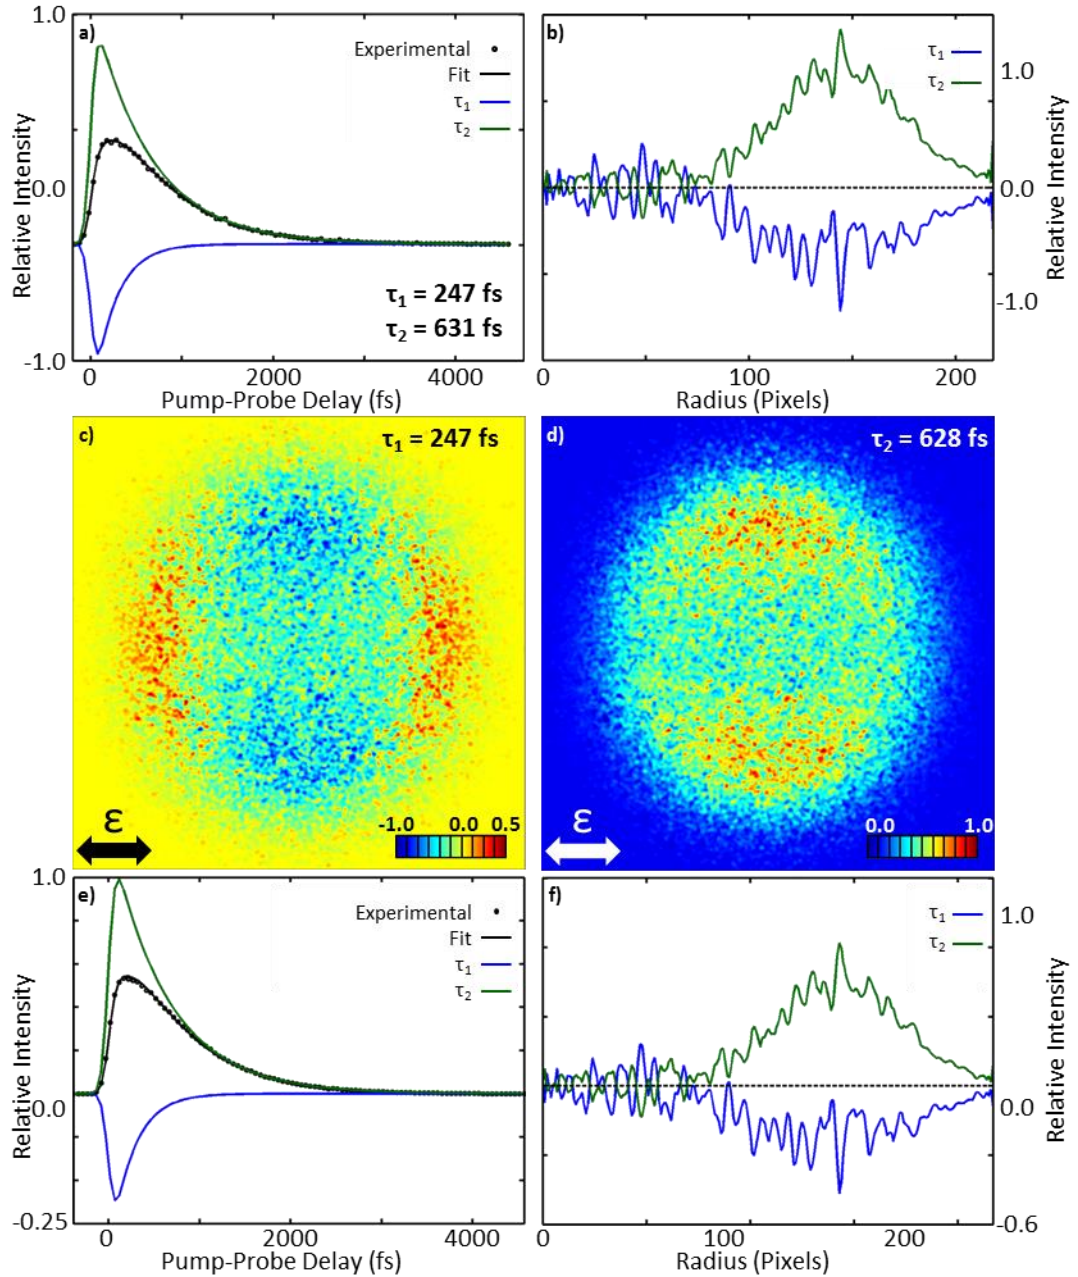 a)
1.0
0.0
-1.0
Relative Intensity
Experimental
Fit
τ1
τ2
τ1 = 247 fs
τ2 = 631 fs
0 2000 4000
Pump-Probe Delay (fs)
b)
τ1
τ2
1.0
0.0
-1.0
Relative Intensity
0 100 200
Radius (Pixels)
c)
τ1 = 247 fs
ε
-1.0 0.0 0.5
d)
τ2 = 628 fs
ε
0.0 1.0
e)
1.0
0.0
-0.25
Relative Intensity
Experimental
Fit
τ1
τ2
0 2000 4000
Pump-Probe Delay (fs)
f)
τ1
τ2
1.0
0.0
-0.6
Relative Intensity
0 100 200
Radius (Pixels)